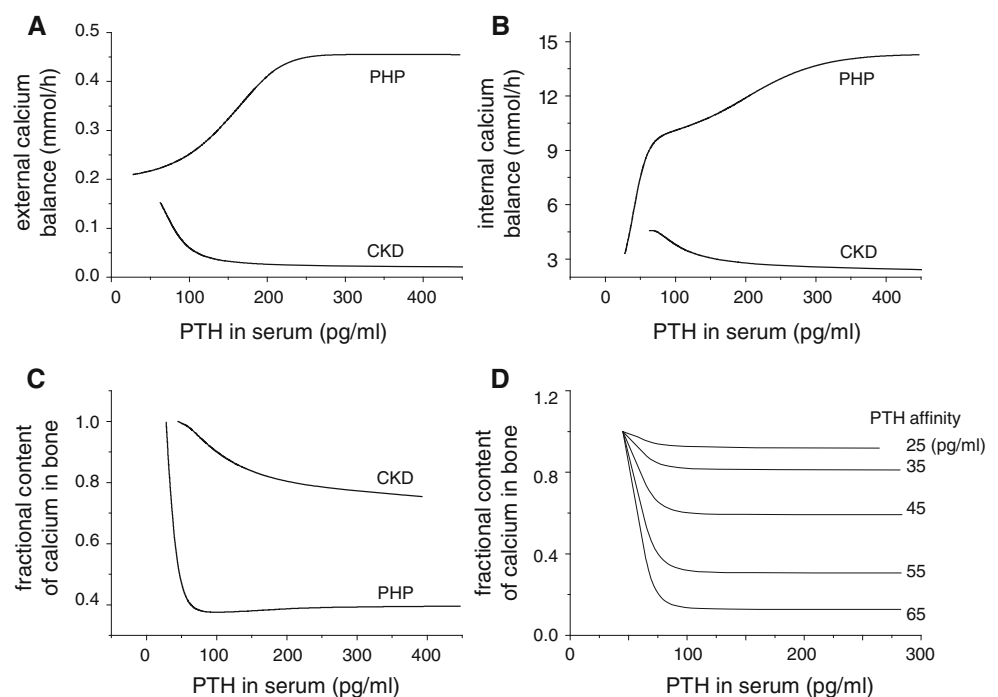 A
external calcium
balance (mmol/h)
0.5
0.4
0.3
0.2
0.1
0.0
PHP
CKD
0
100
200
300
400
PTH in serum (pg/ml)
B
internal calcium
balance (mmol/h)
15
12
9
6
3
PHP
CKD
0
100
200
300
400
PTH in serum (pg/ml)
C
fractional content
of calcium in bone
1.0
0.8
0.6
0.4
CKD
PHP
0
100
200
300
400
PTH in serum (pg/ml)
D
fractional content
of calcium in bone
1.2
0.8
0.4
0.0
PTH affinity
25 (pg/ml)
35
45
55
65
0
100
200
300
PTH in serum (pg/ml)